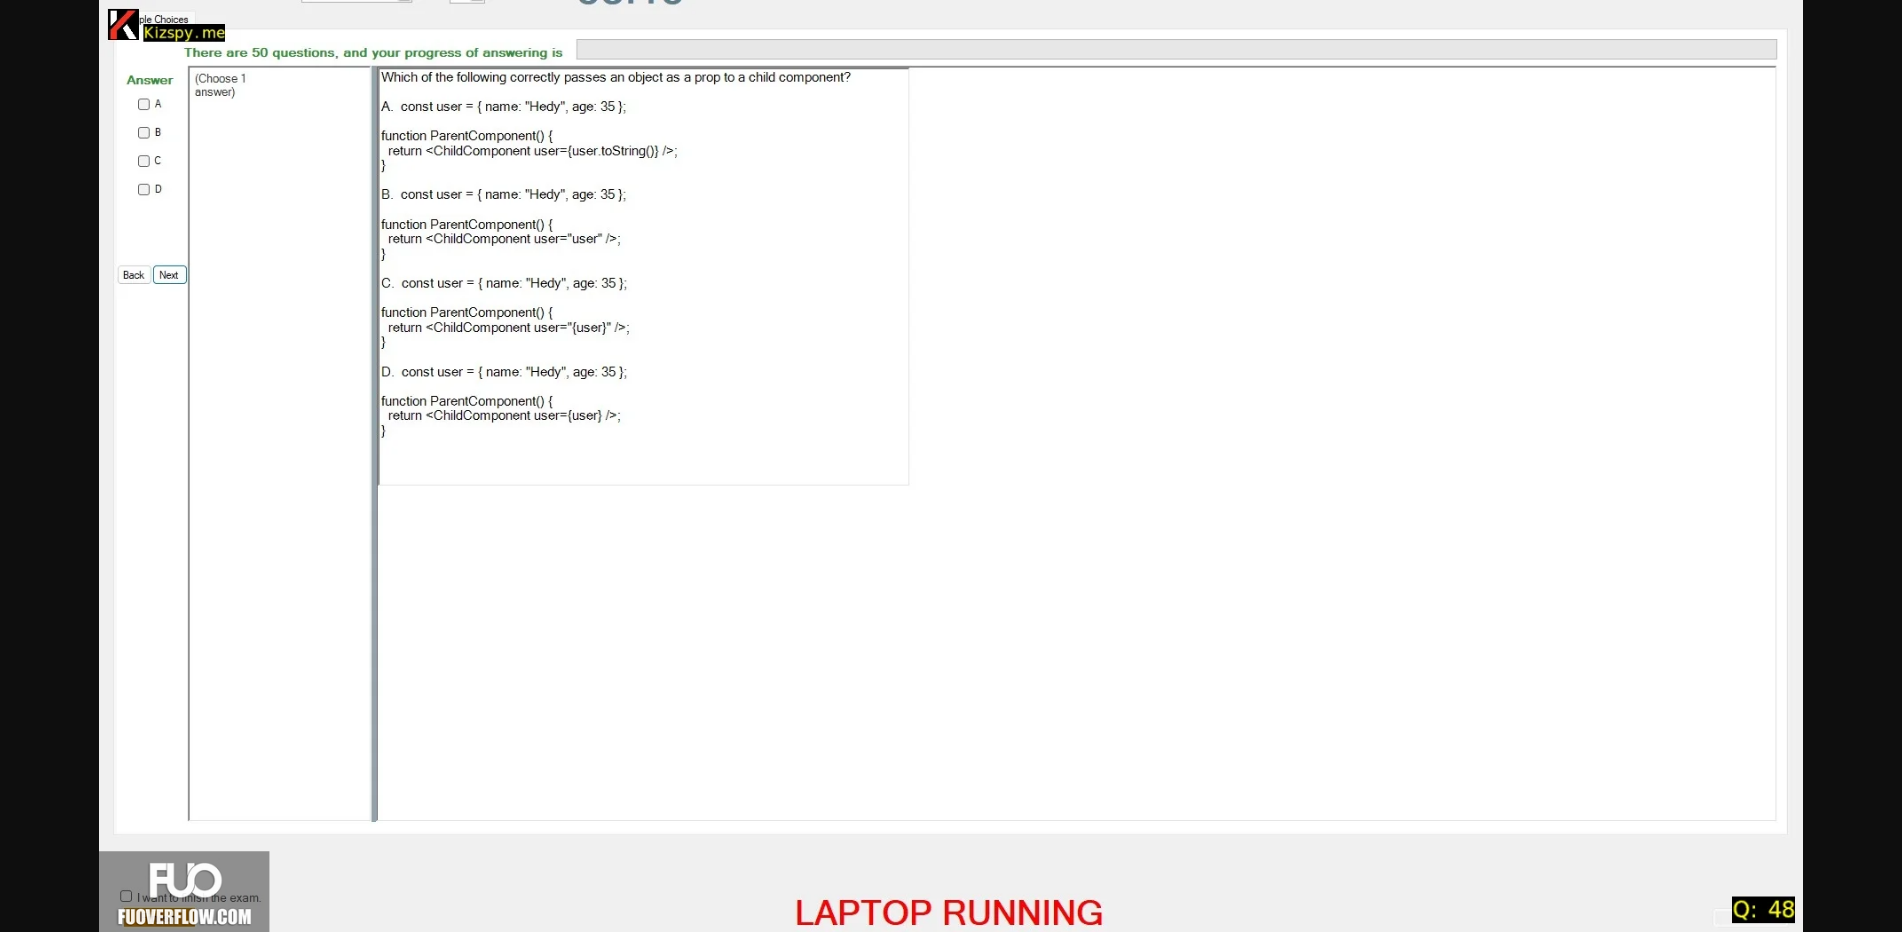 ple Choices
Kizspy.me
There are 50 questions, and your progress of answering is
Answer
(Choose 1
answer)
A
B
C
D
Back Next
Which of the following correctly passes an object as a prop to a child component?
A.  const user = { name: "Hedy", age: 35 };
function ParentComponent() {
  return <ChildComponent user={user.toString()} />;
}
B.  const user = { name: "Hedy", age: 35 };
function ParentComponent() {
  return <ChildComponent user="user" />;
}
C.  const user = { name: "Hedy", age: 35 };
function ParentComponent() {
  return <ChildComponent user="{user}" />;
}
D.  const user = { name: "Hedy", age: 35 };
function ParentComponent() {
  return <ChildComponent user={user} />;
}
FUO
I want to finish the exam.
FUOVERFLOW.COM
LAPTOP RUNNING
Q: 48